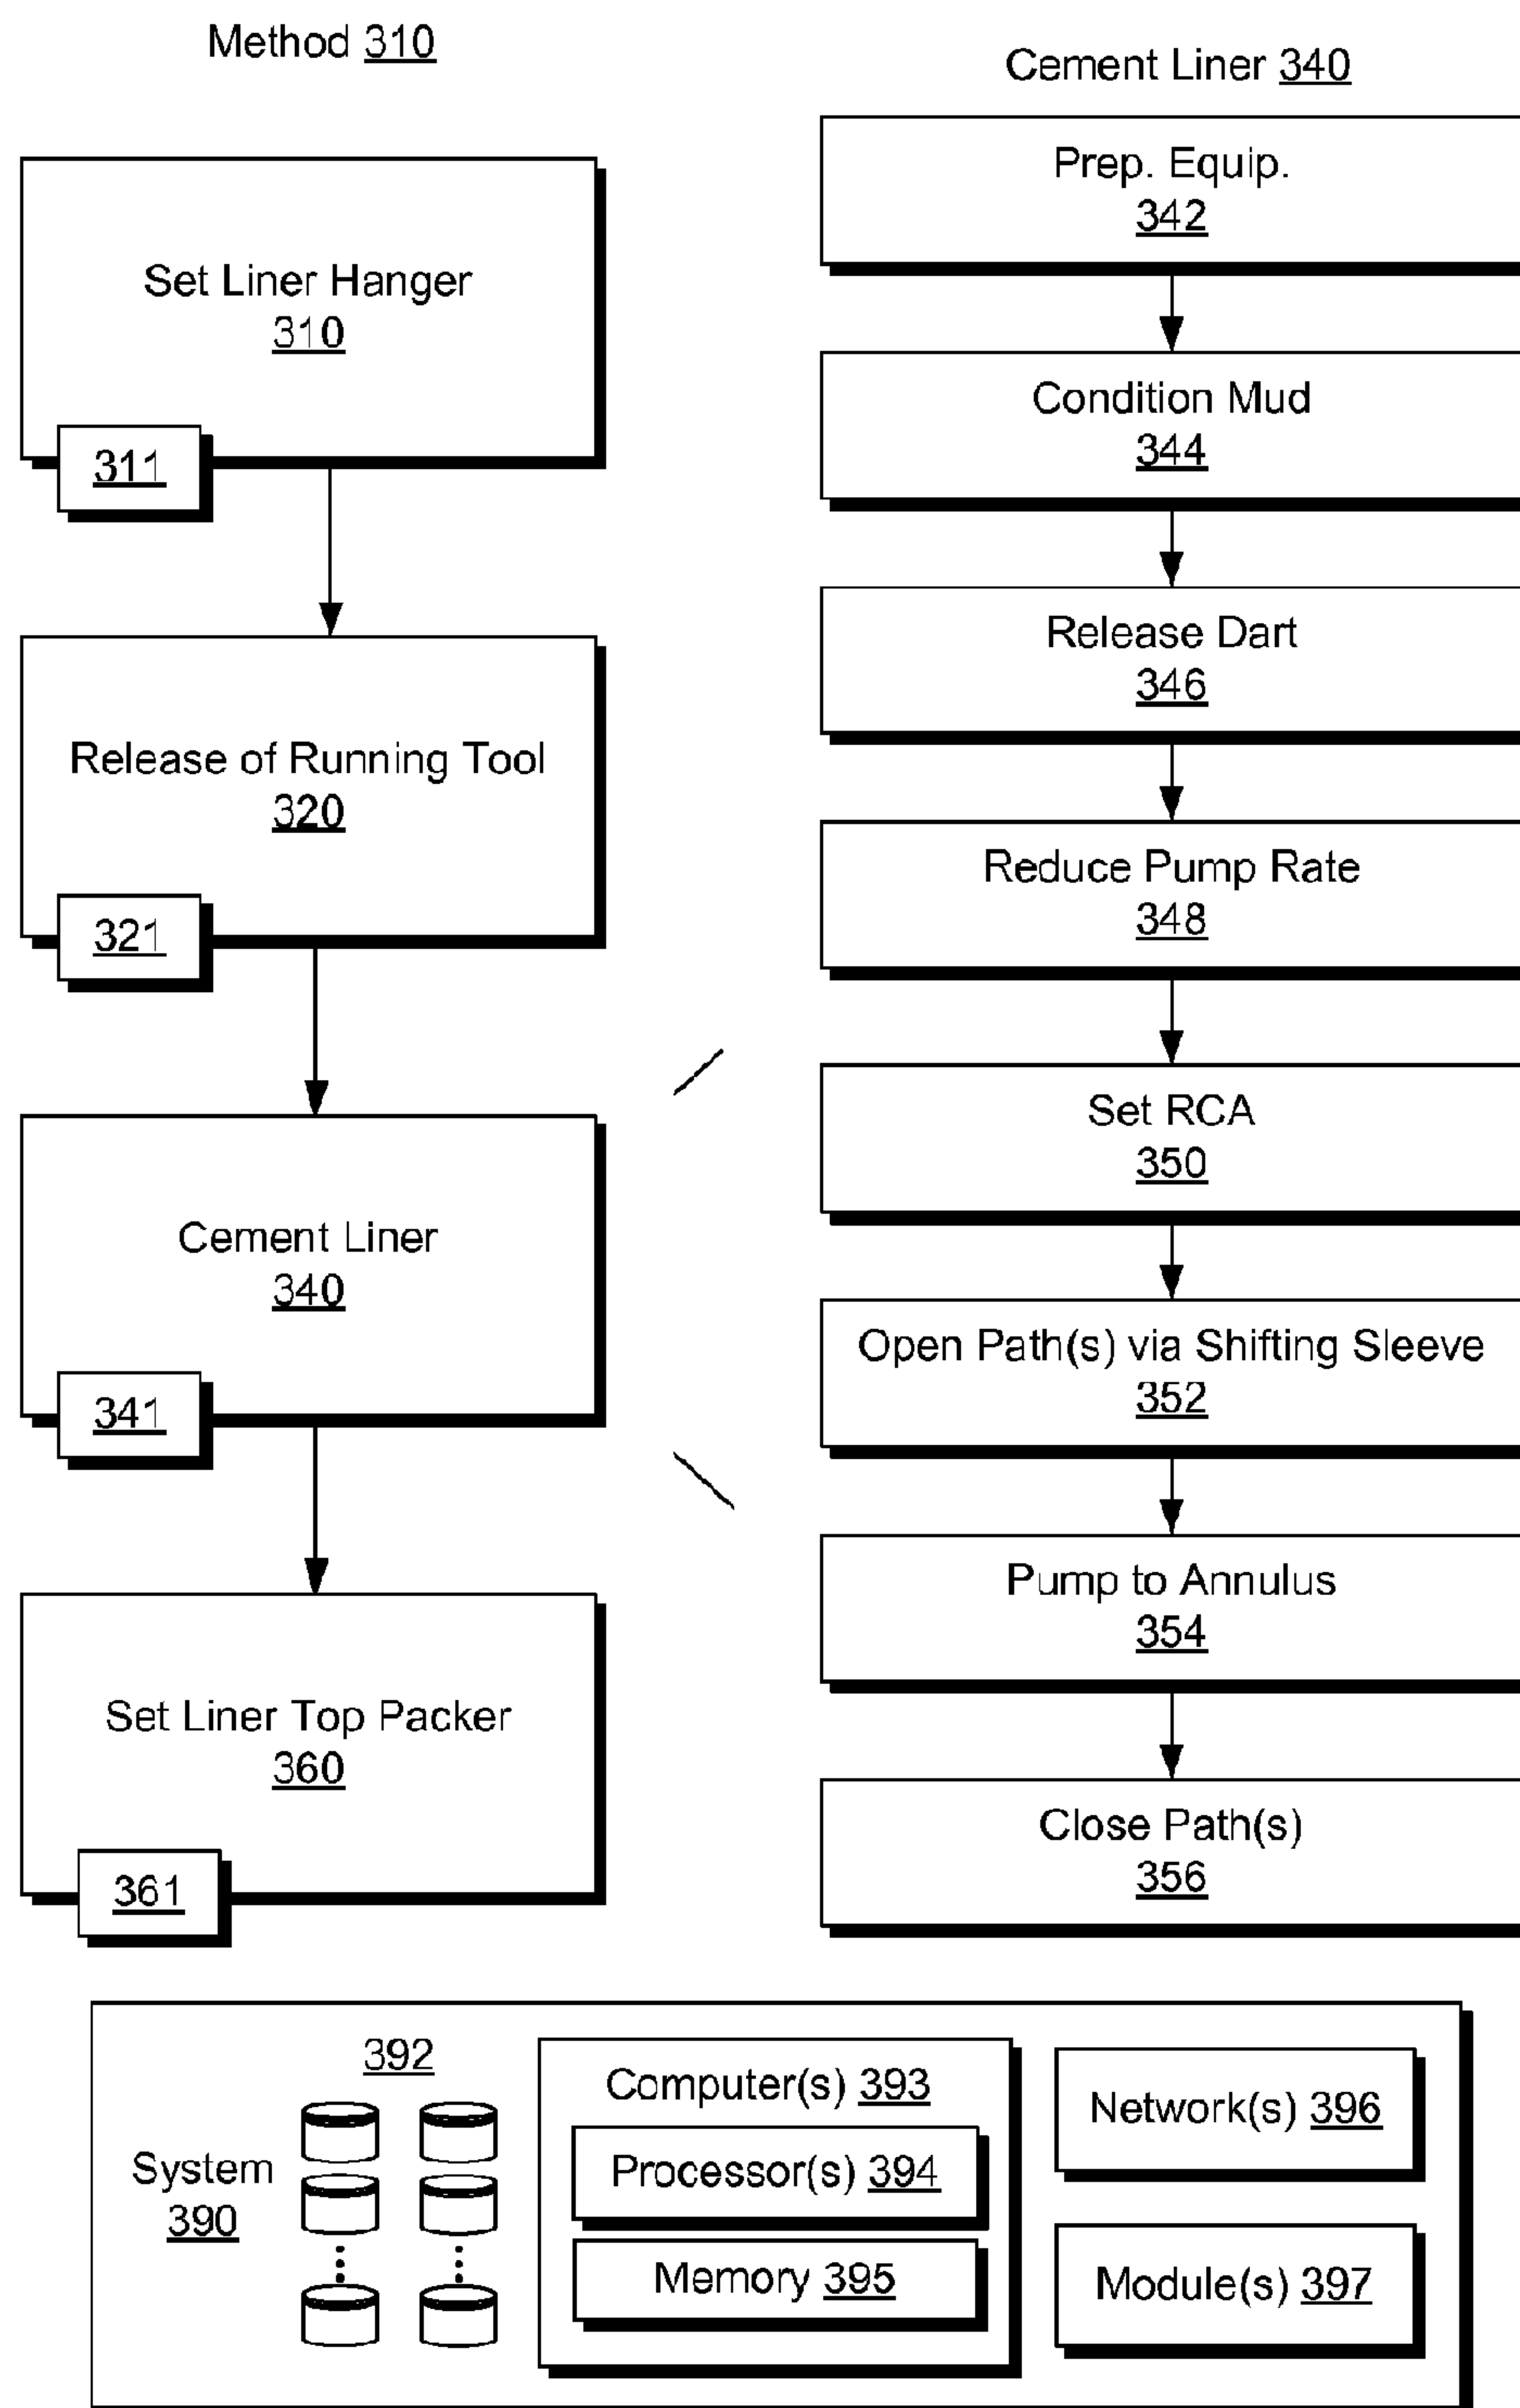 Method 310
Set Liner Hanger
310
311
Release of Running Tool
320
321
Cement Liner
340
341
Set Liner Top Packer
360
361
Cement Liner 340
Prep. Equip.
342
Condition Mud
344
Release Dart
346
Reduce Pump Rate
348
Set RCA
350
Open Path(s) via Shifting Sleeve
352
Pump to Annulus
354
Close Path(s)
356
System
390
392
Computer(s) 393
Processor(s) 394
Memory 395
Network(s) 396
Module(s) 397